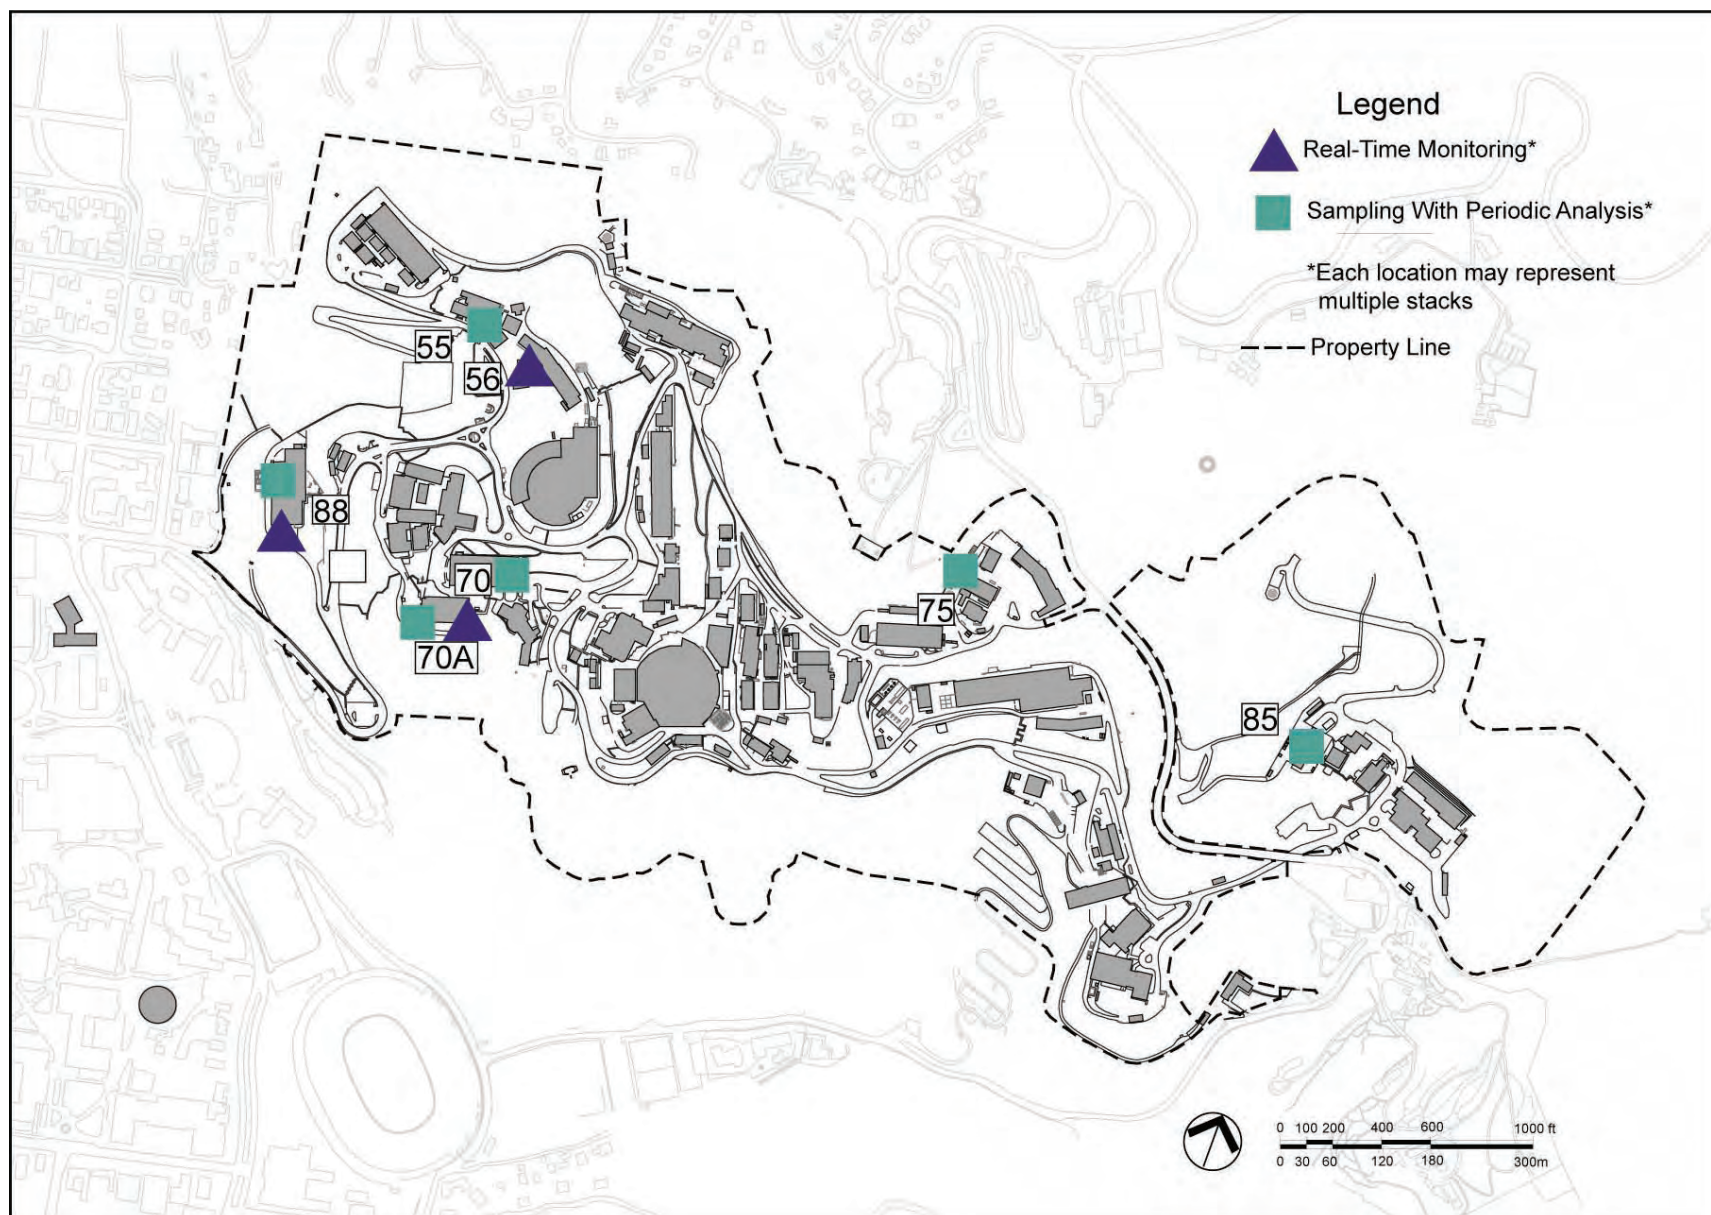 Legend
Real-Time Monitoring*
Sampling With Periodic Analysis*
*Each location may represent
multiple stacks
Property Line
55
56
88
70
70A
75
85
0 100 200 400 600 1000 ft
0 30 60 120 180 300m